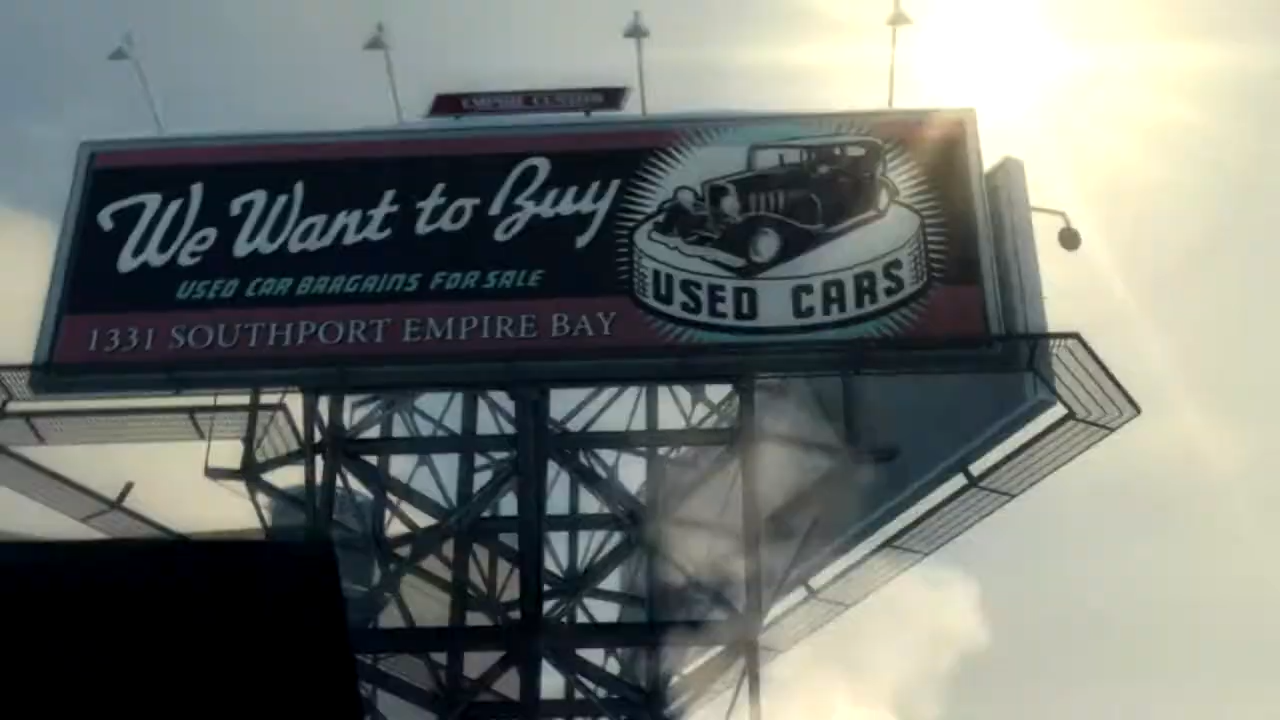 We Want to Buy
USED CAR BARGAINS FOR SALE
1331 SOUTHPORT EMPIRE BAY
USED CARS